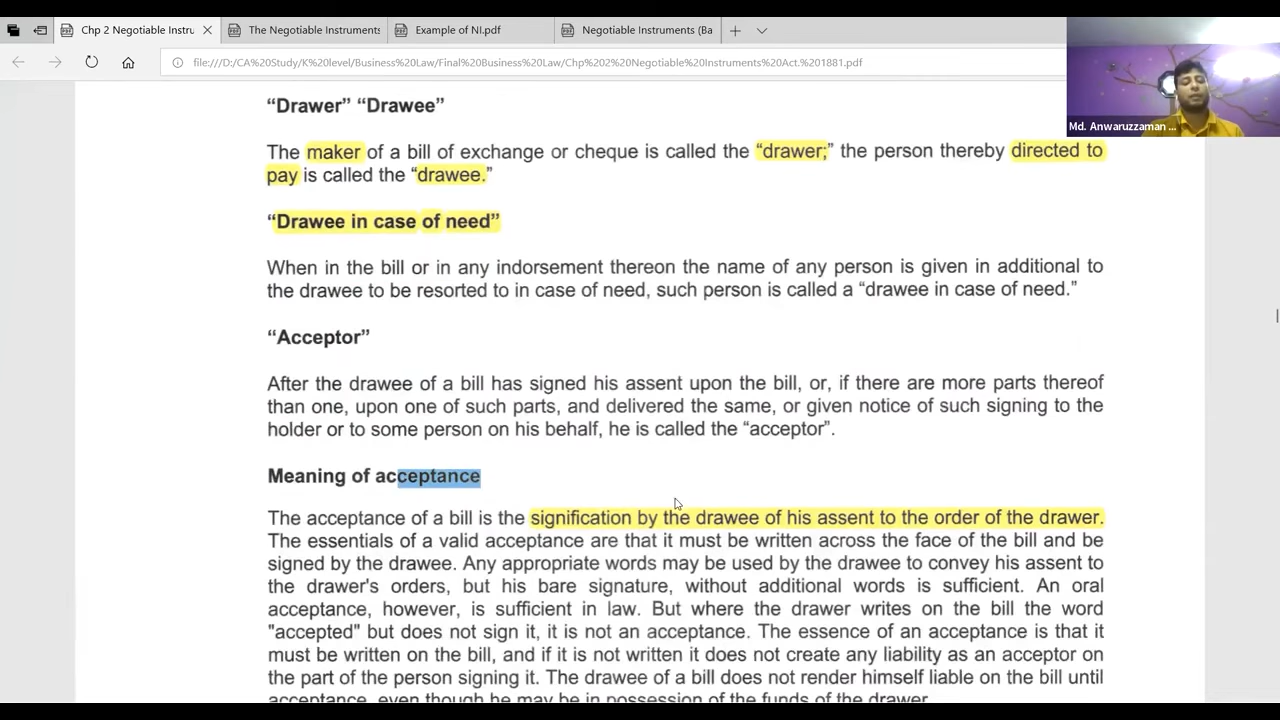 Chp 2 Negotiable Instru
The Negotiable Instruments
Example of NI.pdf
Negotiable Instruments (Ba
file:///D:/CA%20Study/K%20level/Business%20Law/Final%20Business%20Law/Chp%202%20Negotiable%20Instruments%20Act.%201881.pdf
Md. Anwaruzzaman ...
“Drawer” “Drawee”
The maker of a bill of exchange or cheque is called the “drawer;” the person thereby directed to
pay is called the “drawee.”
“Drawee in case of need”
When in the bill or in any indorsement thereon the name of any person is given in additional to
the drawee to be resorted to in case of need, such person is called a “drawee in case of need.”
“Acceptor”
After the drawee of a bill has signed his assent upon the bill, or, if there are more parts thereof
than one, upon one of such parts, and delivered the same, or given notice of such signing to the
holder or to some person on his behalf, he is called the “acceptor”.
Meaning of acceptance
The acceptance of a bill is the signification by the drawee of his assent to the order of the drawer.
The essentials of a valid acceptance are that it must be written across the face of the bill and be
signed by the drawee. Any appropriate words may be used by the drawee to convey his assent to
the drawer's orders, but his bare signature, without additional words is sufficient. An oral
acceptance, however, is sufficient in law. But where the drawer writes on the bill the word
"accepted" but does not sign it, it is not an acceptance. The essence of an acceptance is that it
must be written on the bill, and if it is not written it does not create any liability as an acceptor on
the part of the person signing it. The drawee of a bill does not render himself liable on the bill until
acceptance, even though he may be in possession of the funds of the drawer.